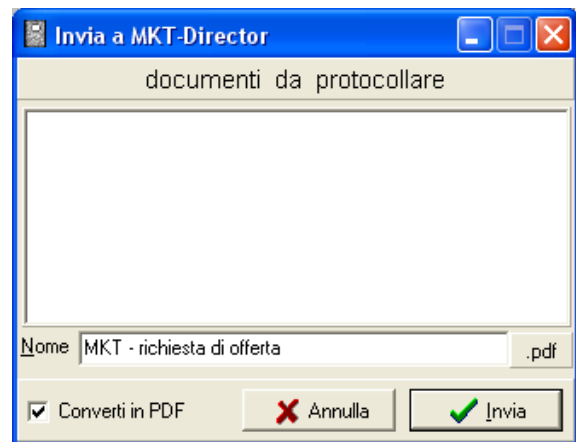 Invia a MKT-Director
documenti da protocollare
Nome MKT - richiesta di offerta .pdf
Converti in PDF Annulla Invia